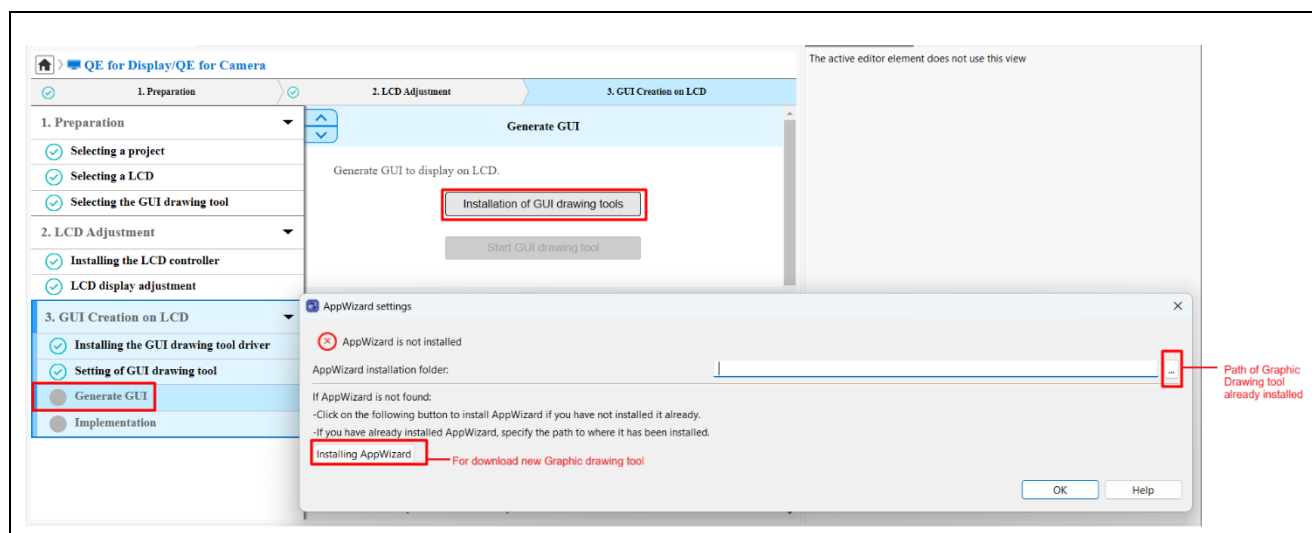 QE for Display/QE for Camera
1. Preparation
2. LCD Adjustment
3. GUI Creation on LCD
1. Preparation
Selecting a project
Selecting a LCD
Selecting the GUI drawing tool
2. LCD Adjustment
Installing the LCD controller
LCD display adjustment
3. GUI Creation on LCD
Installing the GUI drawing tool driver
Setting of GUI drawing tool
Generate GUI
Implementation
Generate GUI
Generate GUI to display on LCD.
Installation of GUI drawing tools
Start GUI drawing tool
The active editor element does not use this view
AppWizard settings
AppWizard is not installed
AppWizard installation folder:
...
If AppWizard is not found:
-Click on the following button to install AppWizard if you have not installed it already.
-If you have already installed AppWizard, specify the path to where it has been installed.
Installing AppWizard
For download new Graphic drawing tool
OK
Help
Path of Graphic
Drawing tool
already installed